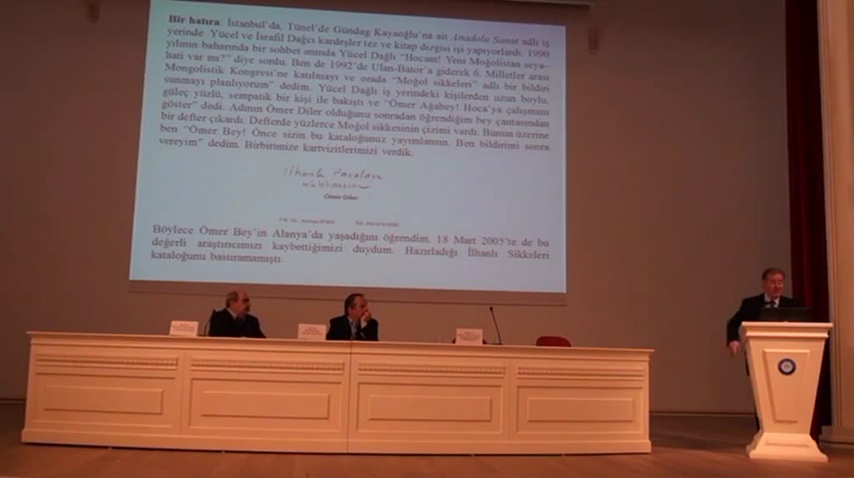 Bir hatıra: İstanbul'da, Tünel'de Gündag Kayaoğlu'na ait Anadolu Sanat adlı iş
yerinde Yücel ve İsrafil Dağcı kardeşler tez ve kitap dizgisi işi yapıyorlardı. 1990
yılının baharında bir sohbet anında Yücel Dağlı "Hocam! Yeni Moğolistan seya-
hati var mı?" diye sordu. Ben de 1992'de Ulan-Bator'a giderek 6. Milletler arası
Mongolistik Kongresi'ne katılmayı ve orada "Moğol sikkeleri" adlı bir bildiri
sunmayı planlıyorum" dedim. Yücel Dağlı iş yerindeki kişilerden uzun boylu,
güleç yüzlü, sempatik bir kişi ile bakıştı ve "Ömer Ağabey! Hoca'ya çalışmanı
göster" dedi. Adının Ömer Diler olduğunu sonradan öğrendiğim bey çantasından
bir defter çıkardı. Defterde yüzlerce Moğol sikkesinin çizimi vardı. Bunun üzerine
ben "Ömer Bey! Önce sizin bu kataloğunuz yayımlansın. Ben bildirimi sonra
vereyim" dedim. Birbirimize kartvizitlerimizi verdik.
Ömer Diler
Böylece Ömer Bey'in Alanya'da yaşadığını öğrendim. 18 Mart 2005'te de bu
değerli araştırıcımızı kaybettiğimizi duydum. Hazırladığı İlhanlı Sikkeleri
kataloğunu bastıramamıştı.